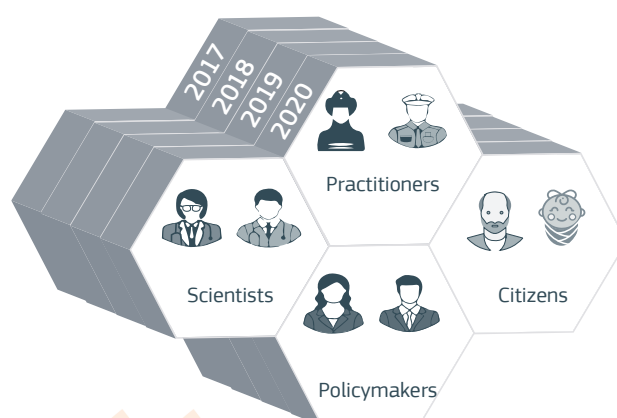 2017
2018
2019
2020
Practitioners
Scientists
Citizens
Policymakers